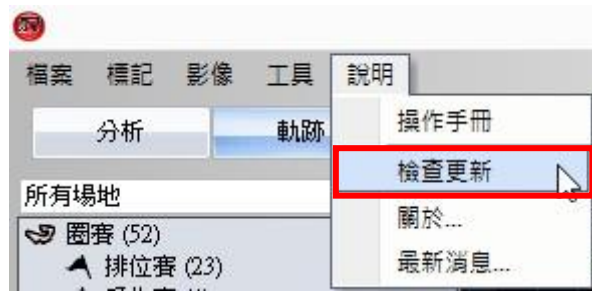 檔案 標記 影像 工具 說明
分析 軌跡
操作手冊
檢查更新
關於...
最新消息...
所有場地
圈賽 (52)
排位賽 (23)